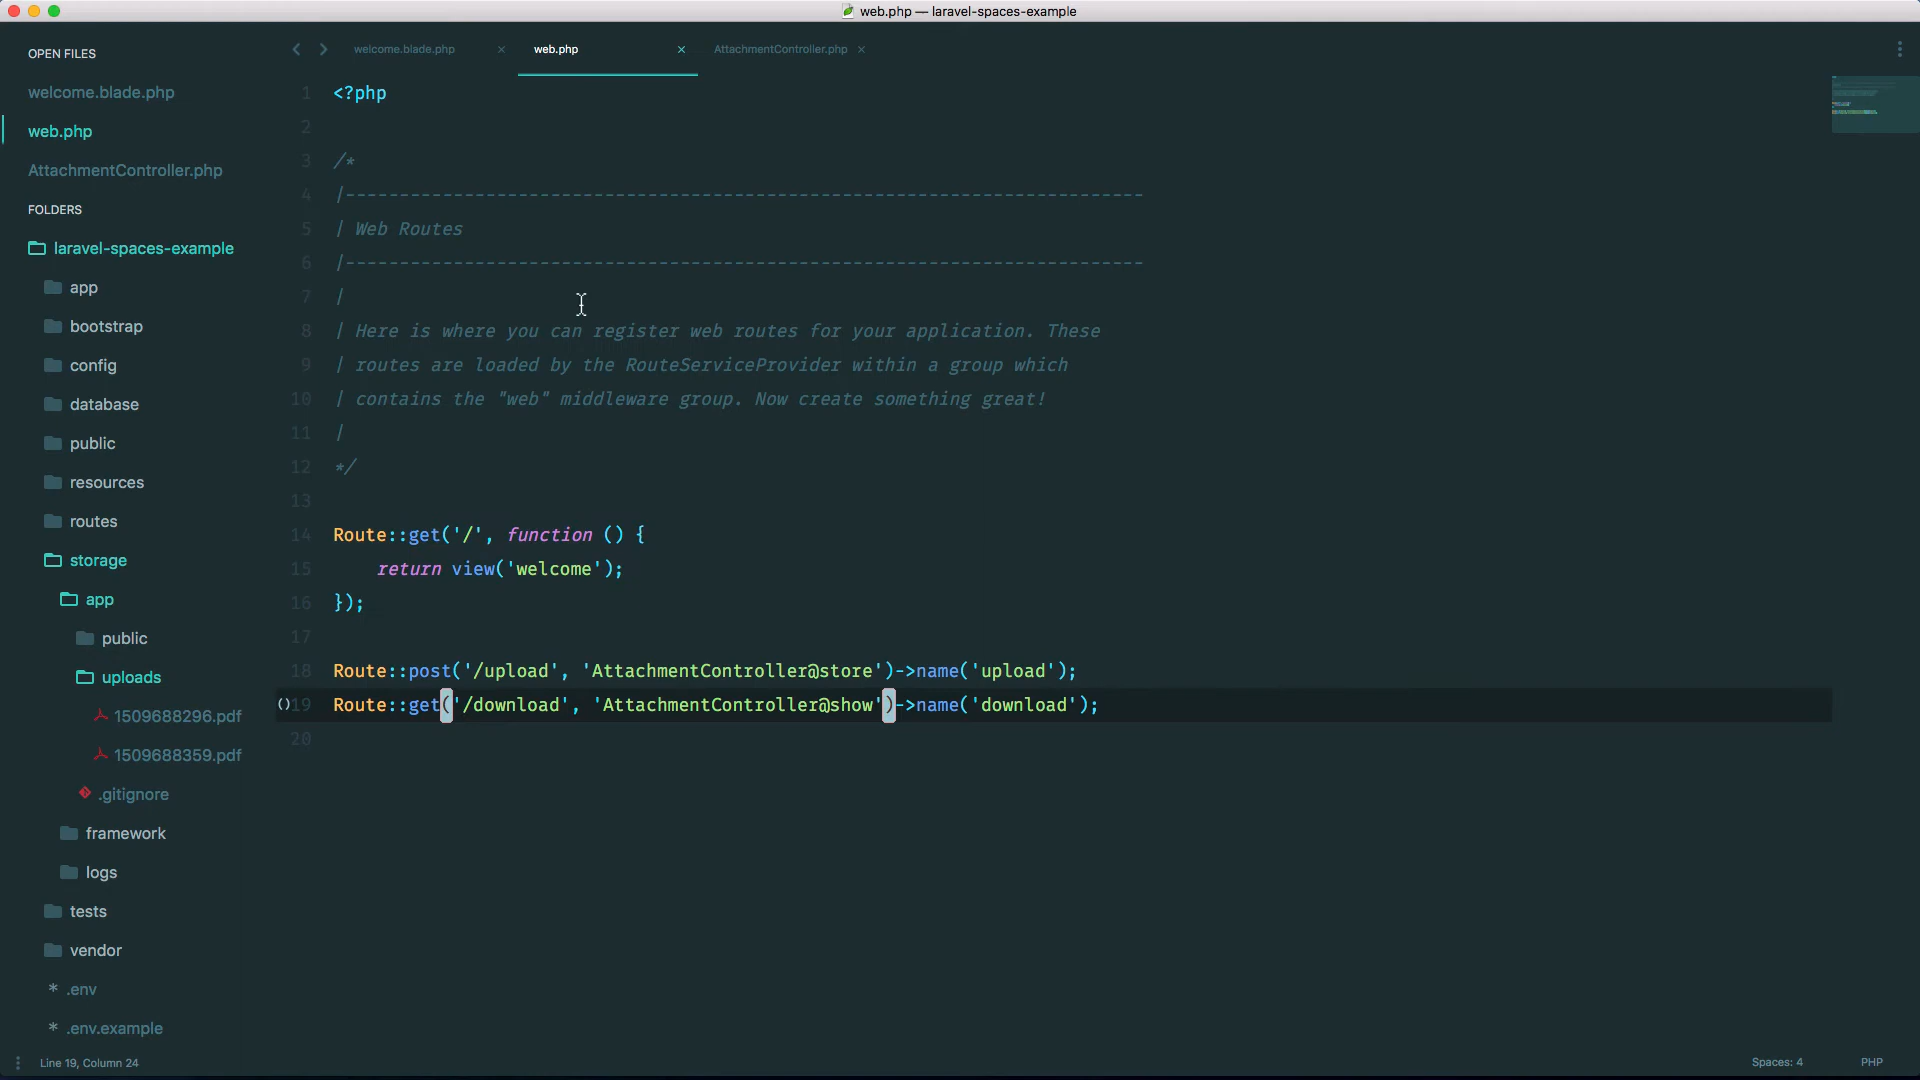 web.php — laravel-spaces-example
OPEN FILES
welcome.blade.php
web.php
AttachmentController.php
FOLDERS
laravel-spaces-example
app
bootstrap
config
database
public
resources
routes
storage
app
public
uploads
1509688296.pdf
1509688359.pdf
.gitignore
framework
logs
tests
vendor
* .env
* .env.example
welcome.blade.php ×
web.php ×
AttachmentController.php ×
1 <?php
2
3 /*
4 |--------------------------------------------------------------------------
5 | Web Routes
6 |--------------------------------------------------------------------------
7 |
8 | Here is where you can register web routes for your application. These
9 | routes are loaded by the RouteServiceProvider within a group which
10 | contains the "web" middleware group. Now create something great!
11 |
12 */
13
14 Route::get('/', function () {
15     return view('welcome');
16 });
17
18 Route::post('/upload', 'AttachmentController@store')->name('upload');
()19 Route::get('/download', 'AttachmentController@show')->name('download');
20
Line 19, Column 24
Spaces: 4
PHP